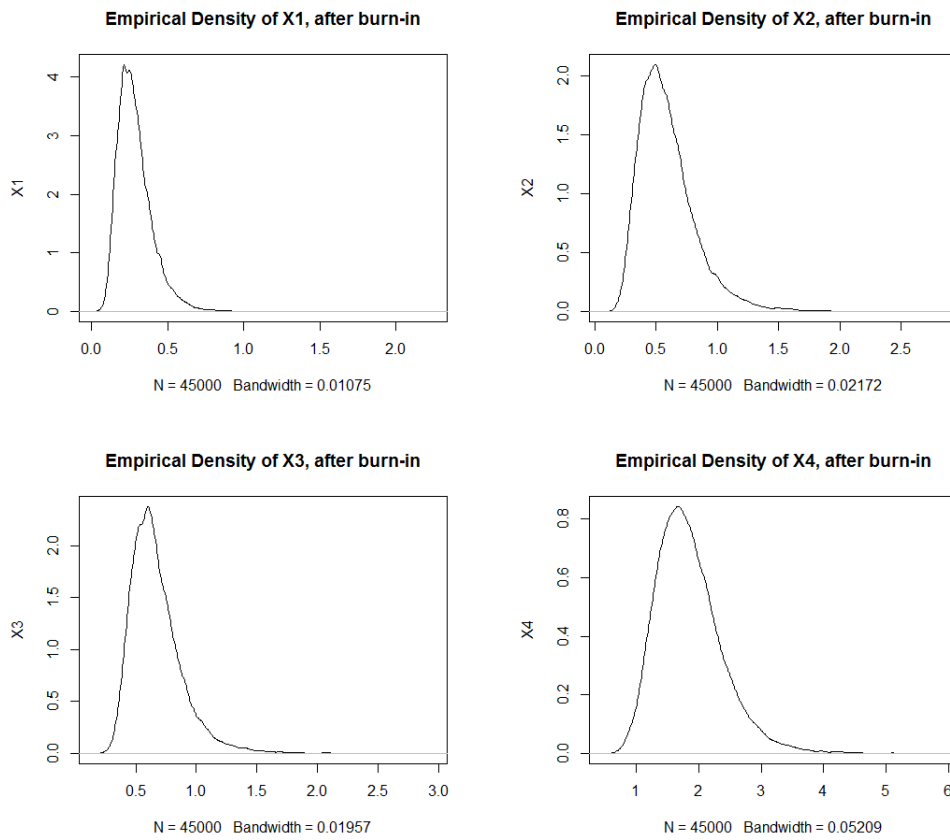 Empirical Density of X1, after burn-in
X1
0 1 2 3 4
0.0 0.5 1.0 1.5 2.0
N = 45000 Bandwidth = 0.01075
Empirical Density of X2, after burn-in
X2
0.0 0.5 1.0 1.5 2.0
0.0 0.5 1.0 1.5 2.0 2.5
N = 45000 Bandwidth = 0.02172
Empirical Density of X3, after burn-in
X3
0.0 0.5 1.0 1.5 2.0
0.5 1.0 1.5 2.0 2.5 3.0
N = 45000 Bandwidth = 0.01957
Empirical Density of X4, after burn-in
X4
0.0 0.2 0.4 0.6 0.8
1 2 3 4 5 6
N = 45000 Bandwidth = 0.05209